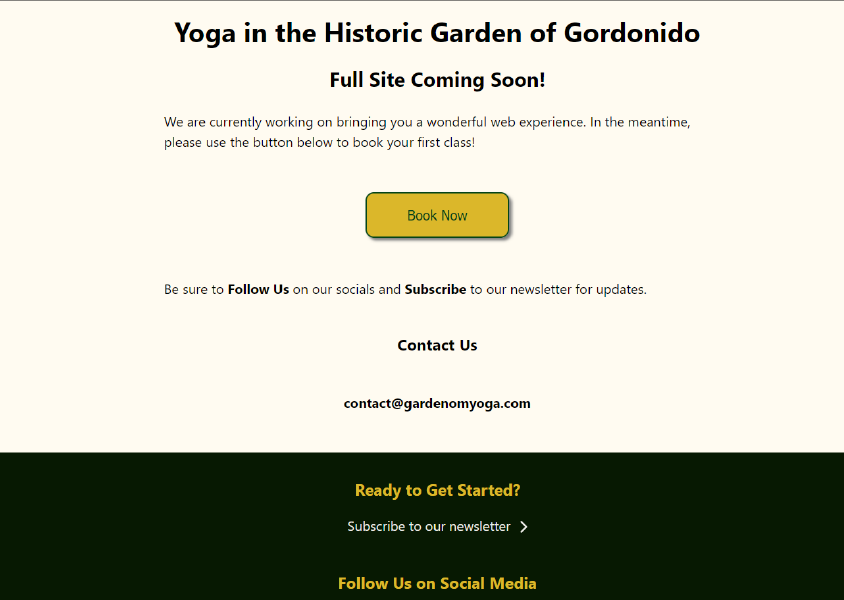 Yoga in the Historic Garden of Gordonido
Full Site Coming Soon!
We are currently working on bringing you a wonderful web experience. In the meantime,
please use the button below to book your first class!
Book Now
Be sure to Follow Us on our socials and Subscribe to our newsletter for updates.
Contact Us
contact@gardenomyoga.com
Ready to Get Started?
Subscribe to our newsletter
Follow Us on Social Media